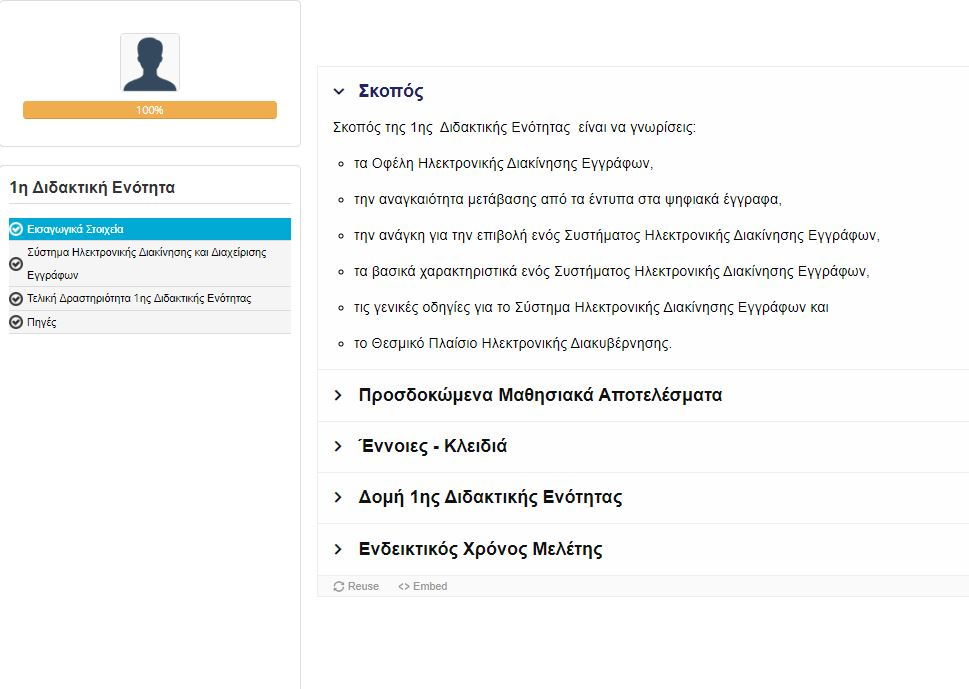 100%
1η Διδακτική Ενότητα
Εισαγωγικά Στοιχεία
Σύστημα Ηλεκτρονικής Διακίνησης και Διαχείρισης
Εγγράφων
Τελική Δραστηριότητα 1ης Διδακτικής Ενότητας
Πηγές
Σκοπός
Σκοπός της 1ης Διδακτικής Ενότητας είναι να γνωρίσεις:
τα Οφέλη Ηλεκτρονικής Διακίνησης Εγγράφων,
την αναγκαιότητα μετάβασης από τα έντυπα στα ψηφιακά έγγραφα,
την ανάγκη για την επιβολή ενός Συστήματος Ηλεκτρονικής Διακίνησης Εγγράφων,
τα βασικά χαρακτηριστικά ενός Συστήματος Ηλεκτρονικής Διακίνησης Εγγράφων,
τις γενικές οδηγίες για το Σύστημα Ηλεκτρονικής Διακίνησης Εγγράφων και
το Θεσμικό Πλαίσιο Ηλεκτρονικής Διακυβέρνησης.
Προσδοκώμενα Μαθησιακά Αποτελέσματα
Έννοιες - Κλειδιά
Δομή 1ης Διδακτικής Ενότητας
Ενδεικτικός Χρόνος Μελέτης
Reuse <> Embed